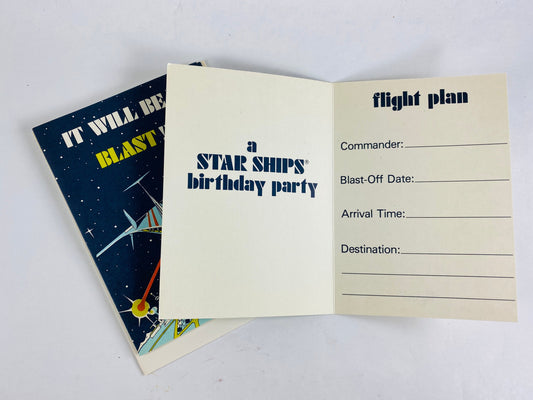 IT WILL BE
BLAST
a
STAR SHIPS®
birthday party
flight plan
Commander:
Blast-Off Date:
Arrival Time:
Destination: